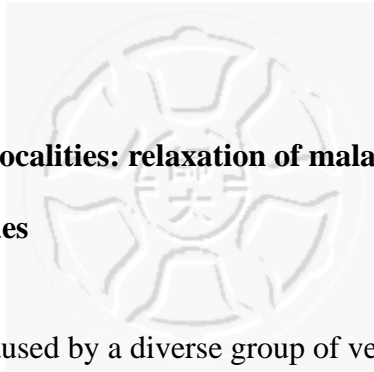 ocalities: relaxation of mala
es
used by a diverse group of ve